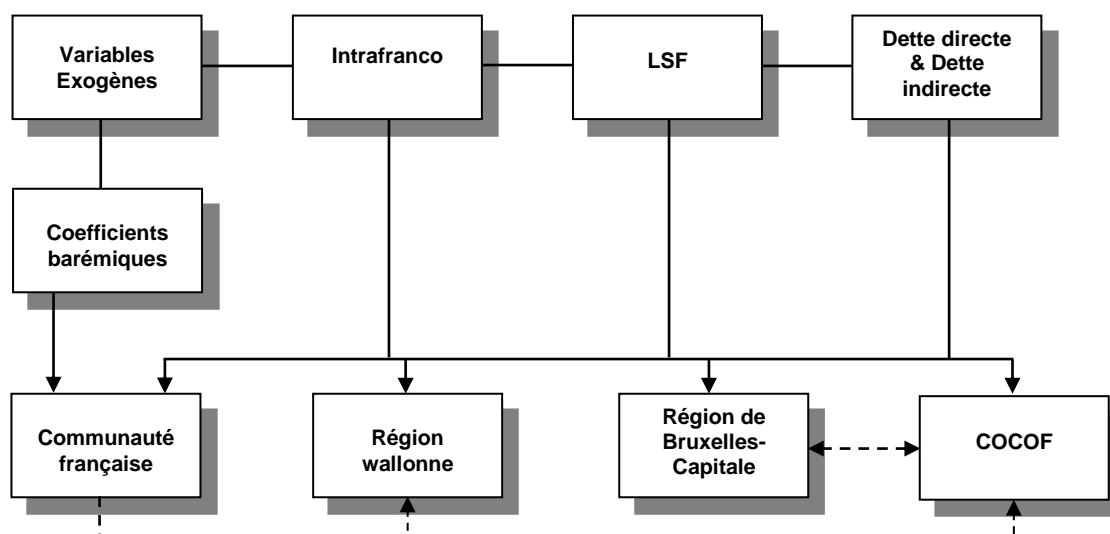 Variables
Exogènes
Intrafranco
LSF
Dette directe
& Dette
indirecte
Coefficients
barémiques
Communauté
française
Région
wallonne
Région de
Bruxelles-
Capitale
COCOF